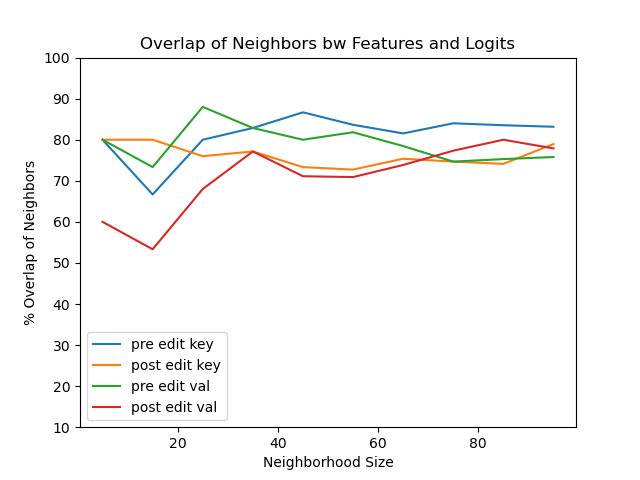 Overlap of Neighbors bw Features and Logits
% Overlap of Neighbors
100
90
80
70
60
50
40
30
20
10
pre edit key
post edit key
pre edit val
post edit val
20 40 60 80
Neighborhood Size